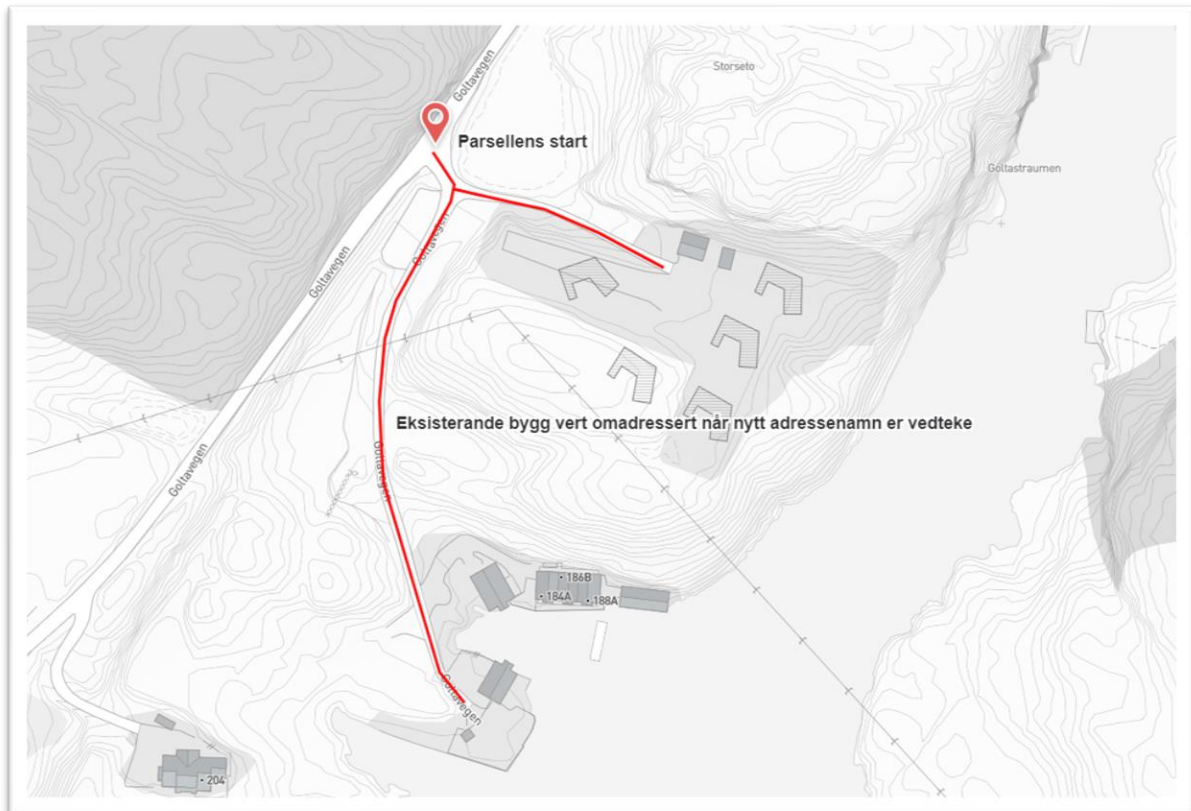 Goltavegen
Storseto
Parsellens start
Goltastraumen
Goltavegen
Goltavegen
Eksisterande bygg vert omadressert når nytt adressenamn er vedteke
Goltavegen
Goltavegen
186B
184A
188A
Goltavegen
204